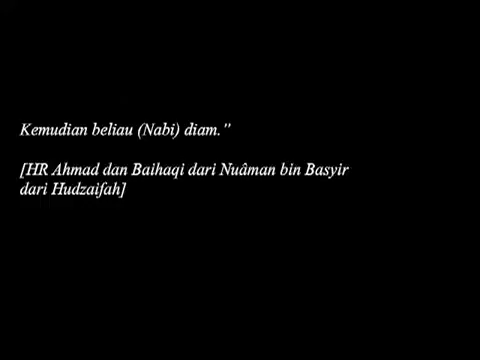 Kemudian beliau (Nabi) diam.”
[HR Ahmad dan Baihaqi dari Nuâman bin Basyir
dari Hudzaifah]